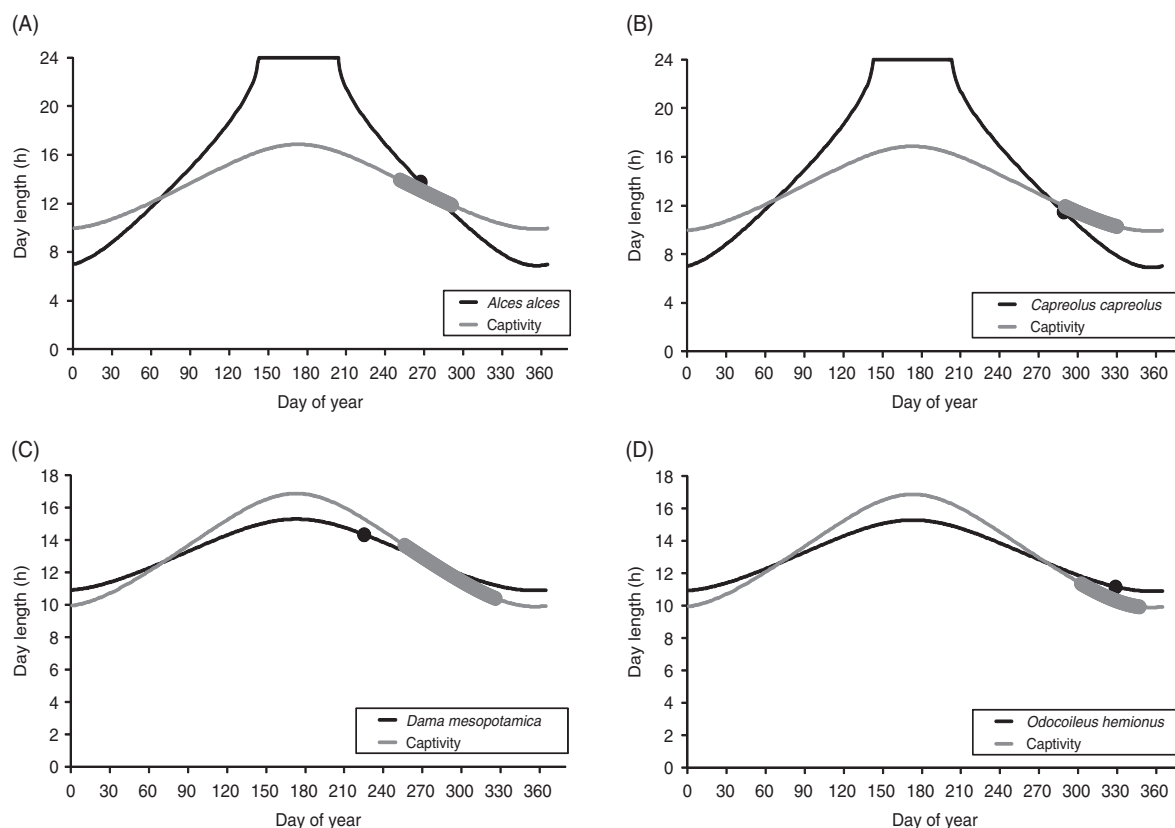 (A)
24
20
16
12
8
4
0
Day length (h)
Alces alces
Captivity
0 30 60 90 120 150 180 210 240 270 300 330 360
Day of year
(B)
24
20
16
12
8
4
0
Day length (h)
Capreolus capreolus
Captivity
0 30 60 90 120 150 180 210 240 270 300 330 360
Day of year
(C)
18
16
14
12
10
8
6
4
2
0
Day length (h)
Dama mesopotamica
Captivity
0 30 60 90 120 150 180 210 240 270 300 330 360
Day of year
(D)
18
16
14
12
10
8
6
4
2
0
Day length (h)
Odocoileus hemionus
Captivity
0 30 60 90 120 150 180 210 240 270 300 330 360
Day of year